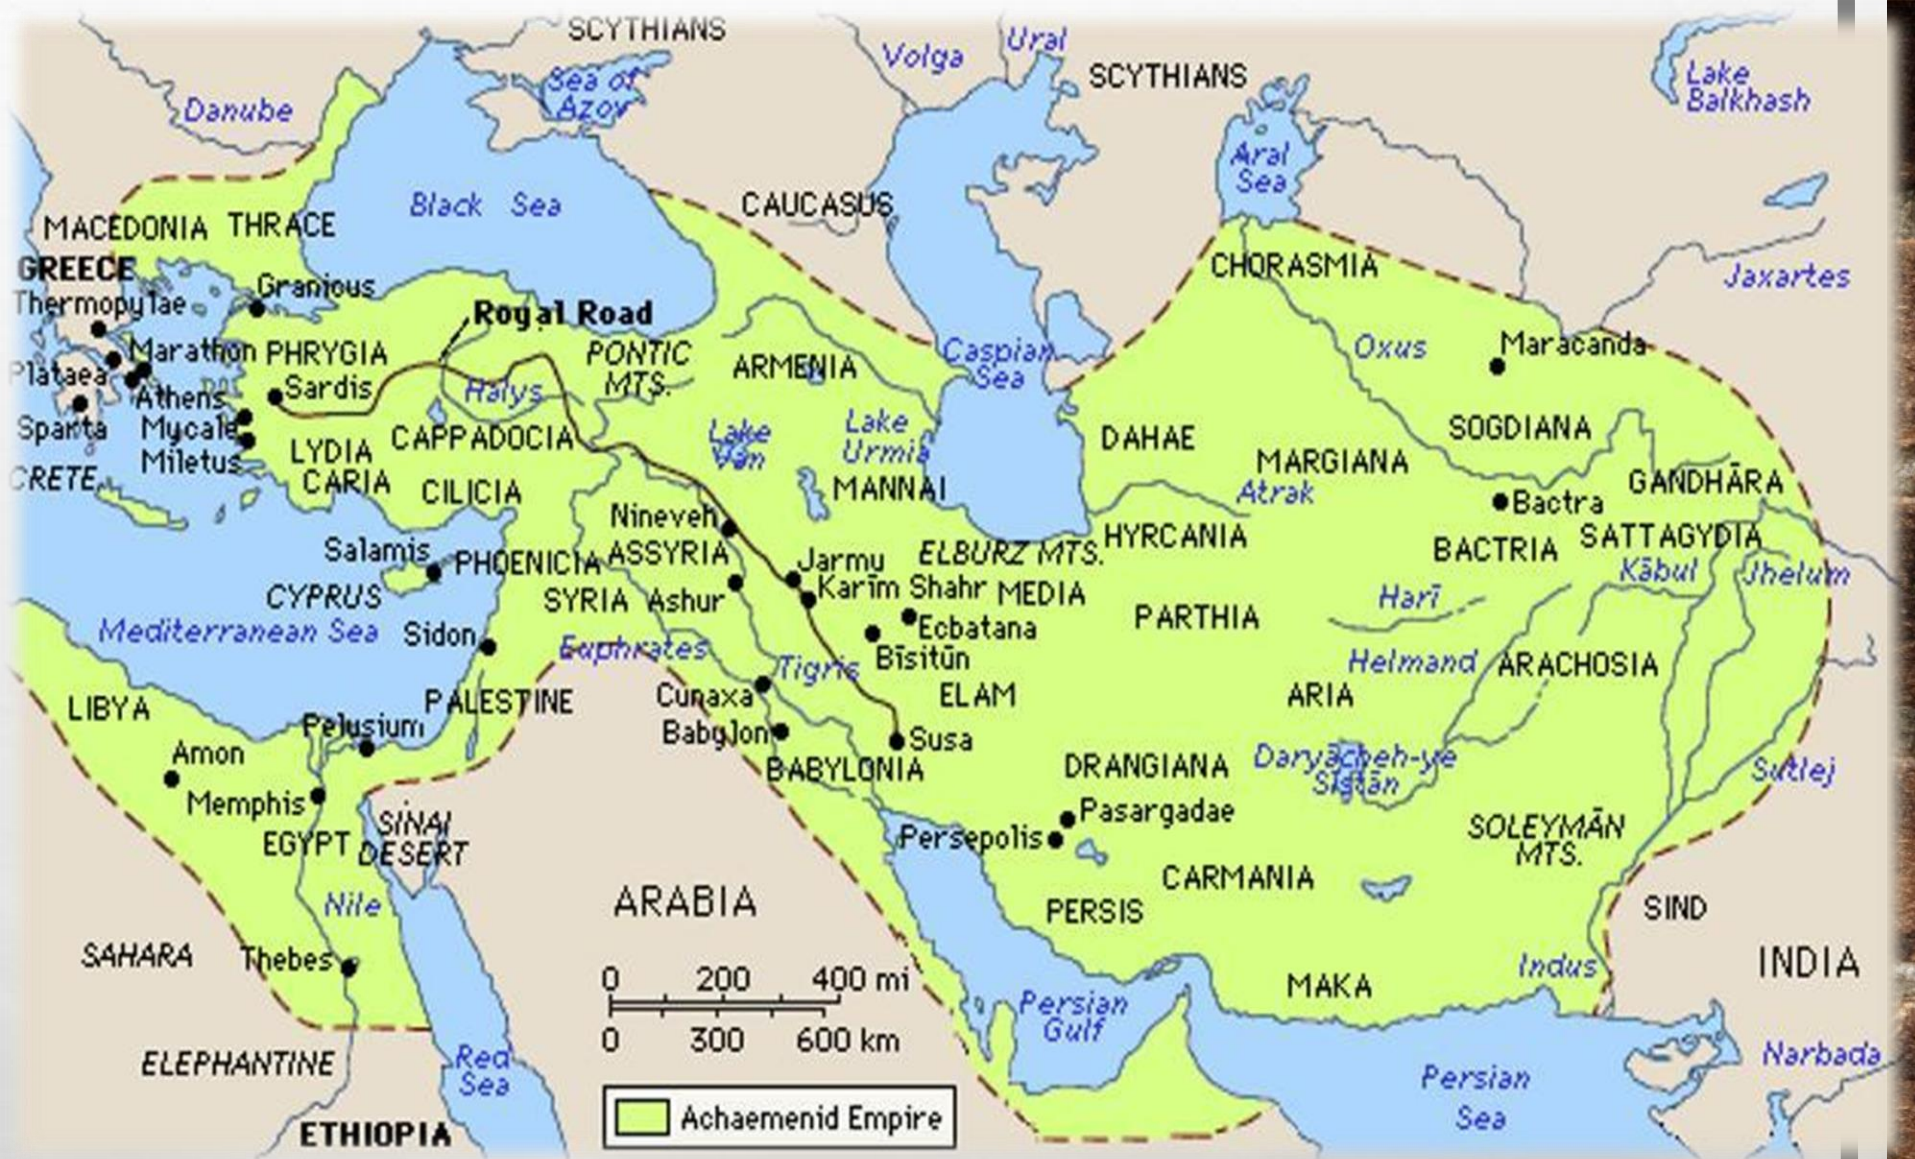 SCYTHIANS
Volga
Ural
SCYTHIANS
Sea of
Azov
Lake
Balkhash
Danube
Aral
Sea
Black Sea
CAUCASUS
MACEDONIA
THRACE
CHORASMIA
Jaxartes
GREECE
Granicus
Thermopylae
Royal Road
Marathon
PHRYGIA
PONTIC
MTS.
ARMENIA
Caspian
Sea
Oxus
Maracanda
Plataea
Athens
Sardis
Halys
Sparta
Mycale
Miletus
LYDIA
CARIA
CAPPADOCIA
Lake
Van
Lake
Urmia
DAHAE
SOGDIANA
MARGIANA
CRETE
CILICIA
MANNAI
Atrak
GANDHĀRA
Bactra
Nineveh
HYRCANIA
BACTRIA
SATTAGYDIA
Salamis
PHOENICIA
ASSYRIA
Jarmu
ELBURZ MTS.
Kābul
Jhelum
CYPRUS
SYRIA
Ashur
Karīm Shahr
MEDIA
PARTHIA
Harī
Mediterranean Sea
Sidon
Euphrates
Tigris
Ecbatana
Bīsitūn
Helmand
ARACHOSIA
LIBYA
PALESTINE
Cunaxa
ELAM
ARIA
Pelusium
Babylon
Susa
Amon
BABYLONIA
DRANGIANA
Daryācheh-ye
Sīstān
Sutlej
Memphis
EGYPT
SINAI
DESERT
Persepolis
Pasargadae
SOLEYMĀN
MTS.
Nile
ARABIA
CARMANIA
PERSIS
SIND
SAHARA
Thebes
0 200 400 mi
0 300 600 km
MAKA
Indus
INDIA
Persian
Gulf
ELEPHANTINE
Red
Sea
Persian
Sea
Narbada
ETHIOPIA
Achaemenid Empire